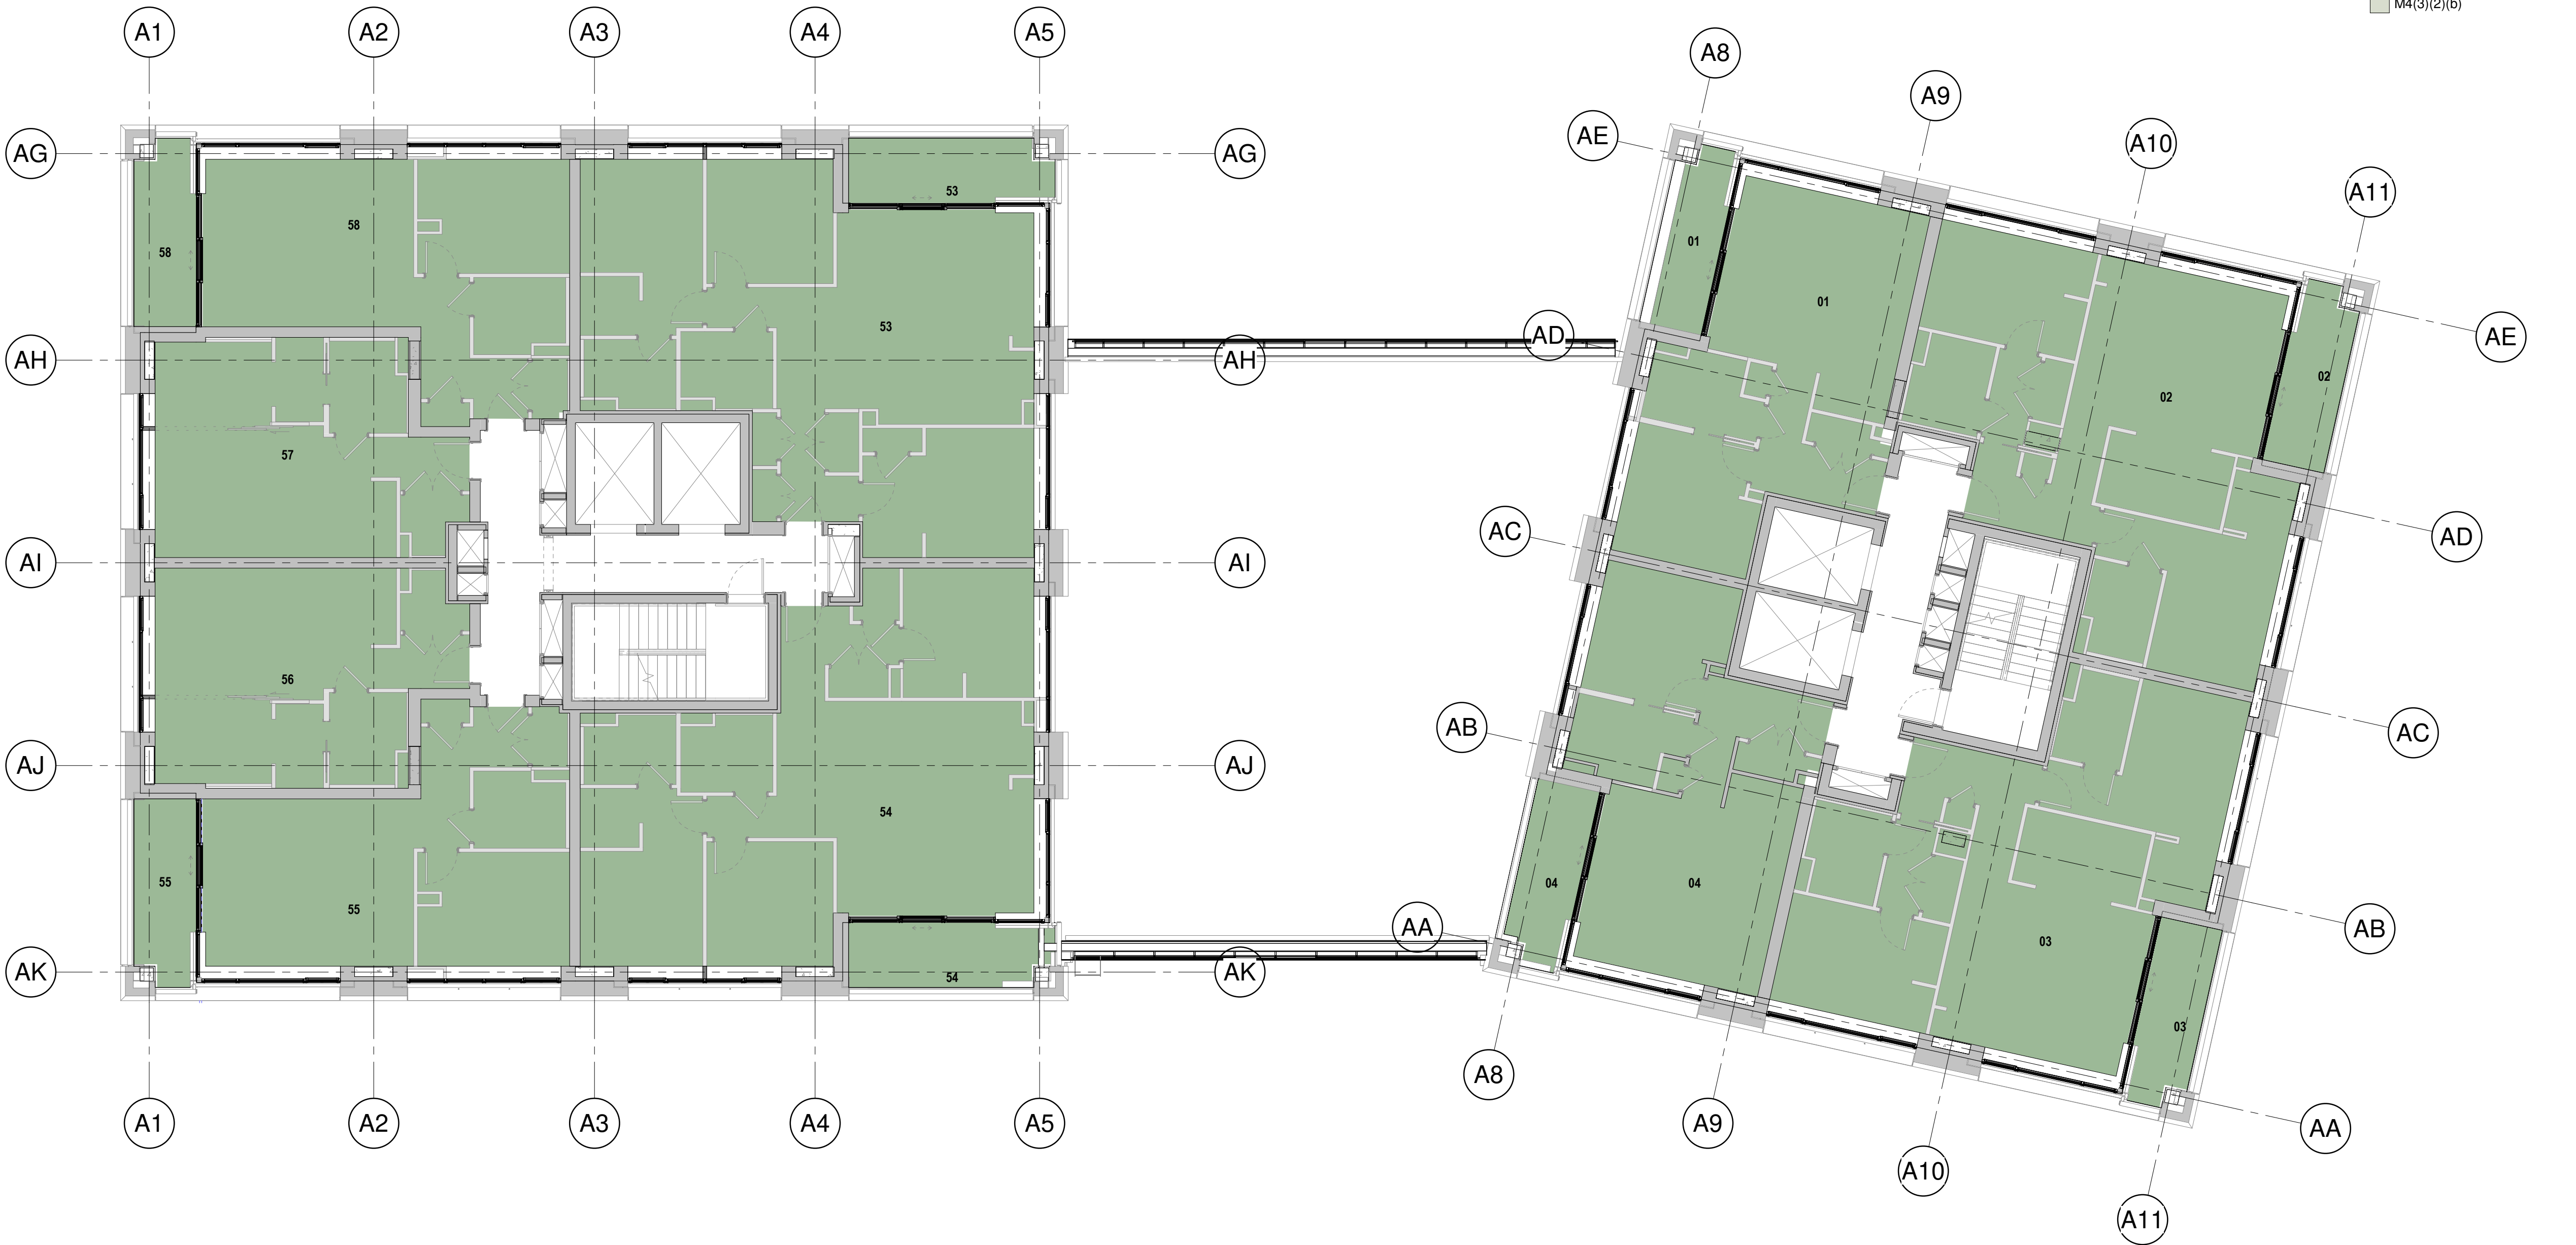 M4(3)(2)(b)
A1 A2 A3 A4 A5
A8
A9
A10
A11
AG AG
AE
AE
53
58
58
53
01
01
02
02
AH AH AD
57
AD
AI AI
AC
AC
56
AB
AB
AJ AJ
54
55
55
04
04
03
03
AA
AA
AK AK
54
A1 A2 A3 A4 A5
A8
A9
A10
A11